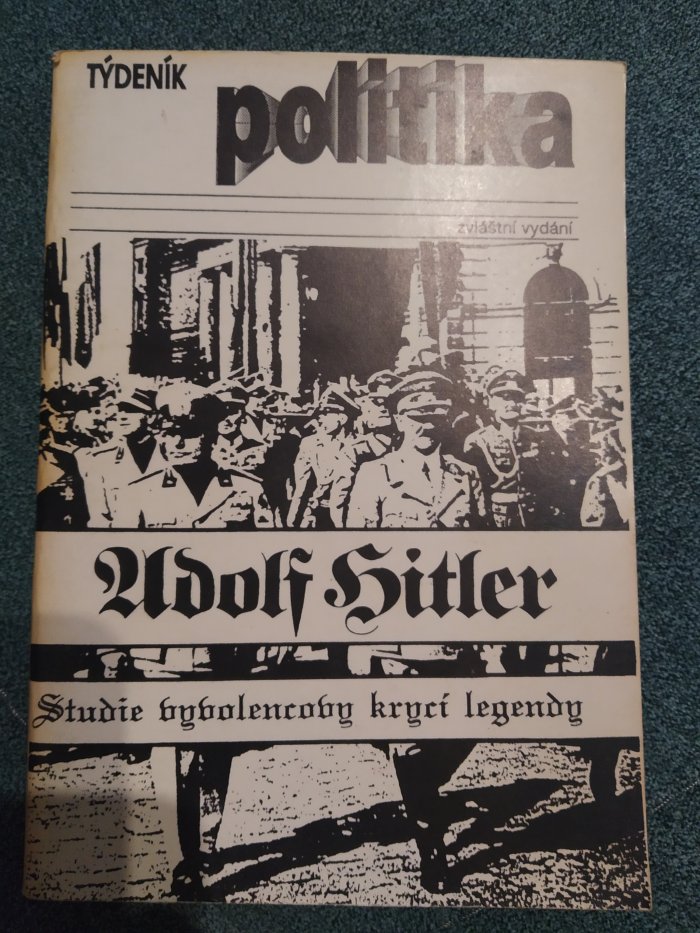 TÝDENÍK
politika
zvláštní vydání
Adolf Hitler
Studie vyvolencovy krycí legendy